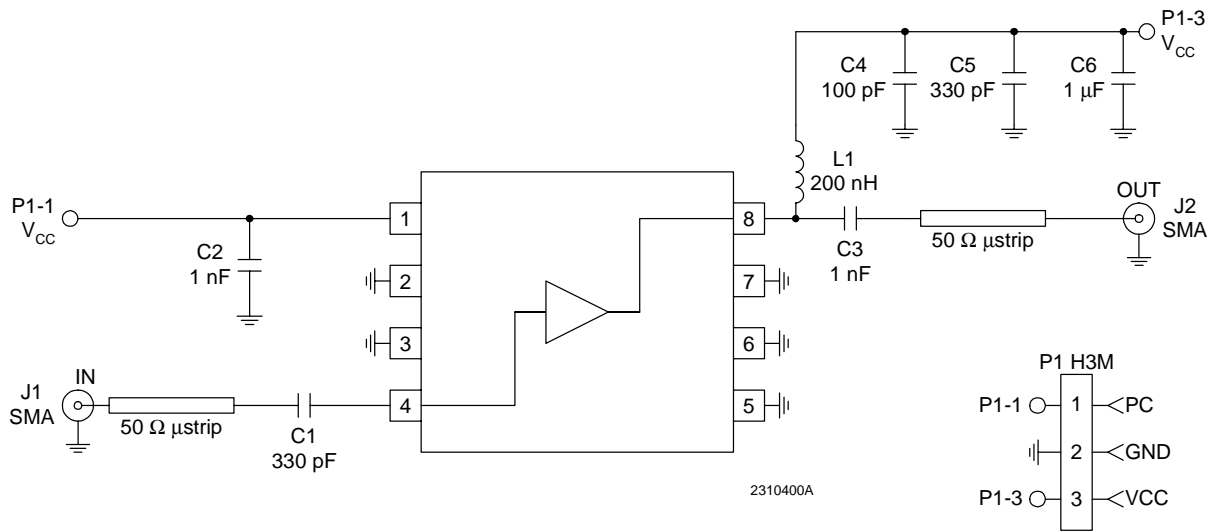 P1-3
V_CC
C4
100 pF
C5
330 pF
C6
1 µF
L1
200 nH
P1-1
V_CC
C2
1 nF
1
2
3
4
8
7
6
5
C3
1 nF
50 Ω µstrip
OUT
J2
SMA
IN
J1
SMA
50 Ω µstrip
C1
330 pF
2310400A
P1 H3M
P1-1 1 PC
2 GND
P1-3 3 VCC